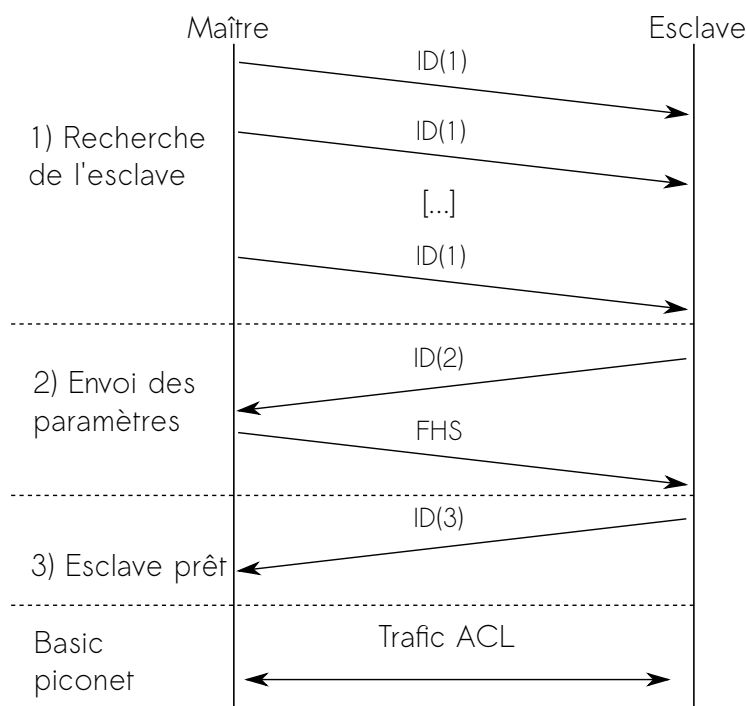 Maître
Esclave
ID(1)
1) Recherche
de l'esclave
ID(1)
[...]
ID(1)
2) Envoi des
paramètres
ID(2)
FHS
ID(3)
3) Esclave prêt
Basic
piconet
Trafic ACL